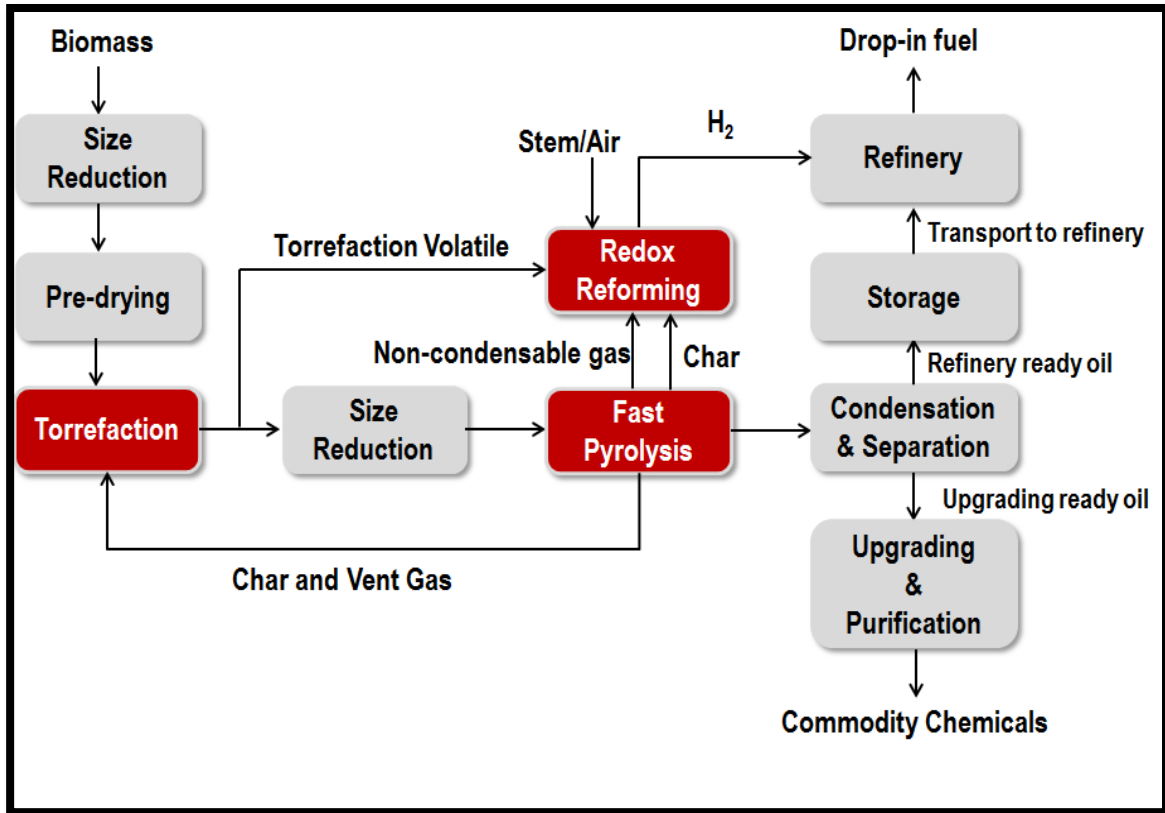 Biomass
Size
Reduction
Pre-drying
Torrefaction
Torrefaction Volatile
Size
Reduction
Stem/Air
Redox
Reforming
Non-condensable gas
Char
Fast
Pyrolysis
Char and Vent Gas
H₂
Drop-in fuel
Refinery
Transport to refinery
Storage
Refinery ready oil
Condensation
& Separation
Upgrading ready oil
Upgrading
&
Purification
Commodity Chemicals